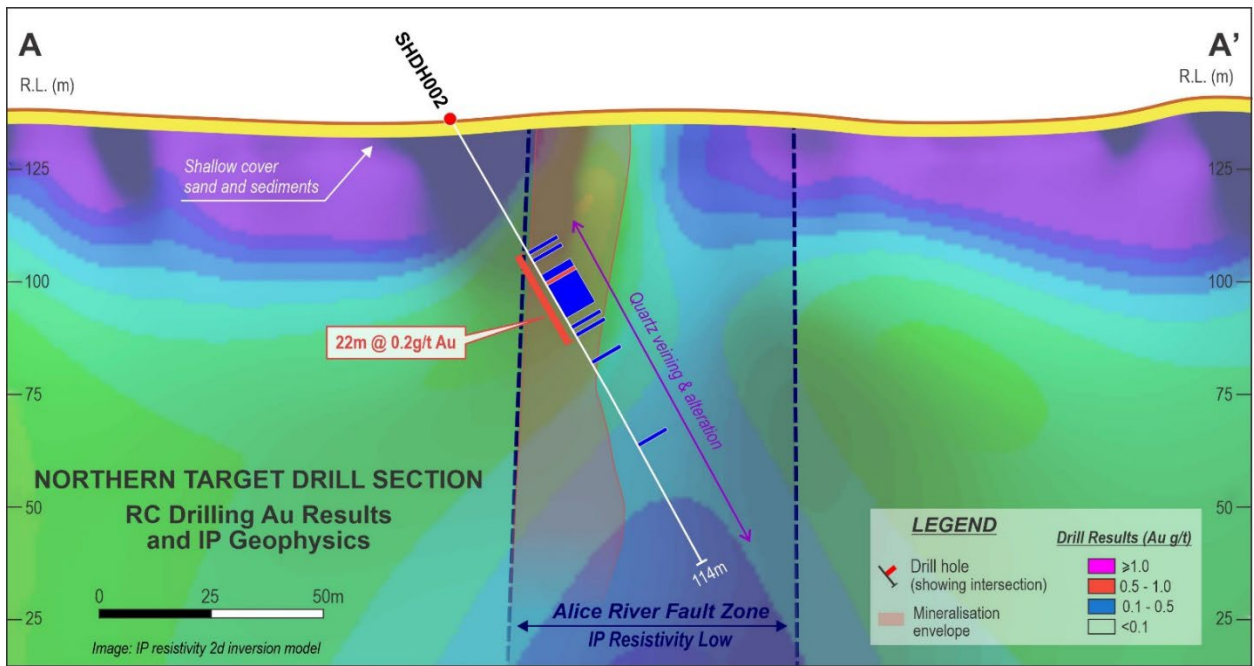 A
A'
R.L. (m)
R.L. (m)
SHDH002
Shallow cover
sand and sediments
125
125
100
100
75
75
50
50
25
25
22m @ 0.2g/t Au
Quartz veining & alteration
114m
NORTHERN TARGET DRILL SECTION
RC Drilling Au Results
and IP Geophysics
0 25 50m
Image: IP resistivity 2d inversion model
Alice River Fault Zone
IP Resistivity Low
LEGEND
Drill hole
(showing intersection)
Mineralisation
envelope
Drill Results (Au g/t)
⩾1.0
0.5 - 1.0
0.1 - 0.5
<0.1